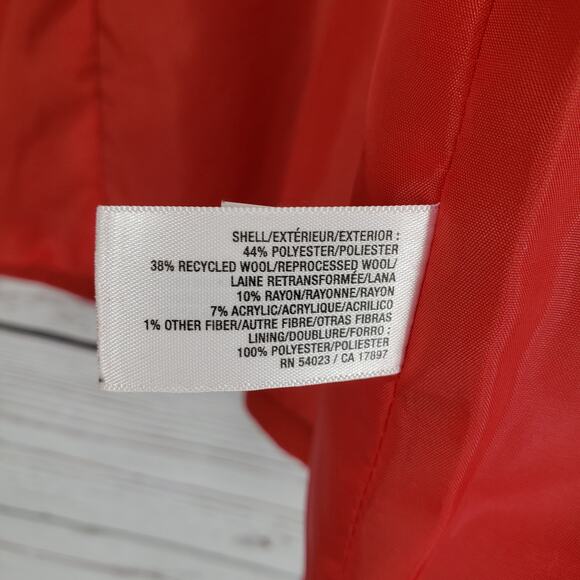 SHELL/EXTÉRIEUR/EXTERIOR :
44% POLYESTER/POLIESTER
38% RECYCLED WOOL/REPROCESSED WOOL/
LAINE RETRANSFORMÉE/LANA
10% RAYON/RAYONNE/RAYON
7% ACRYLIC/ACRYLIQUE/ACRILICO
1% OTHER FIBER/AUTRE FIBRE/OTRAS FIBRAS
LINING/DOUBLURE/FORRO :
100% POLYESTER/POLIESTER
RN 54023 / CA 17897